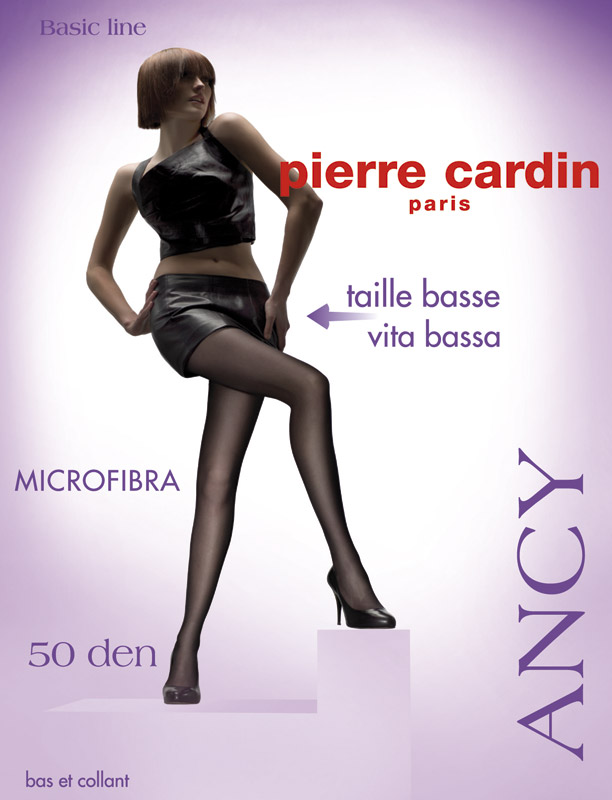 Basic line
pierre cardin
paris
taille basse
vita bassa
MICROFIBRA
ANCY
50 den
bas et collant